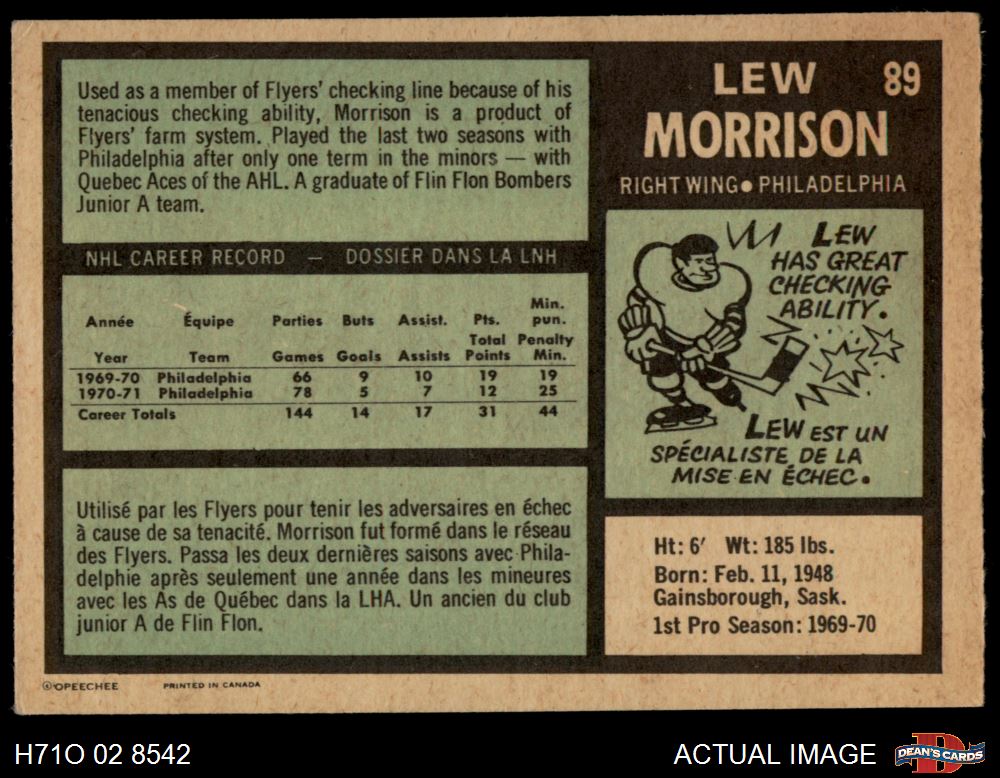 LEW 89
MORRISON
RIGHT WING● PHILADELPHIA
Used as a member of Flyers' checking line because of his
tenacious checking ability, Morrison is a product of
Flyers' farm system. Played the last two seasons with
Philadelphia after only one term in the minors — with
Quebec Aces of the AHL. A graduate of Flin Flon Bombers
Junior A team.
NHL CAREER RECORD — DOSSIER DANS LA LNH
Année Équipe Parties Buts Assist. Pts. Min. pun.
Year Team Games Goals Assists Total Points Penalty Min.
1969-70 Philadelphia 66 9 10 19 19
1970-71 Philadelphia 78 5 7 12 25
Career Totals 144 14 17 31 44
Utilisé par les Flyers pour tenir les adversaires en échec
à cause de sa tenacité. Morrison fut formé dans le réseau
des Flyers. Passa les deux dernières saisons avec Phila-
delphie après seulement une année dans les mineures
avec les As de Québec dans la LHA. Un ancien du club
junior A de Flin Flon.
LEW
HAS GREAT
CHECKING
ABILITY.
LEW EST UN
SPÉCIALISTE DE LA
MISE EN ÉCHEC.
Ht: 6′ Wt: 185 lbs.
Born: Feb. 11, 1948
Gainsborough, Sask.
1st Pro Season: 1969-70
© OPEECHEE PRINTED IN CANADA
H71O 02 8542 ACTUAL IMAGE DEAN'S CARDS